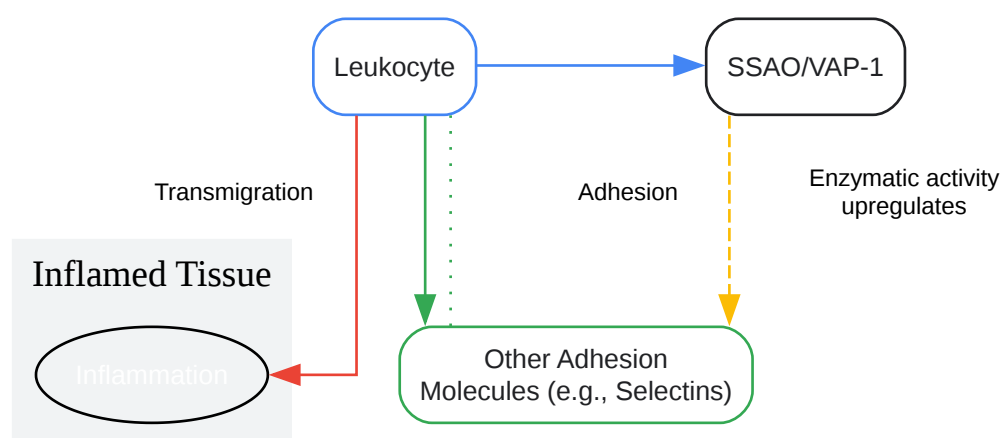 Leukocyte
SSAO/VAP-1
Transmigration
Adhesion
Enzymatic activity
upregulates
Inflamed Tissue
Inflammation
Other Adhesion
Molecules (e.g., Selectins)